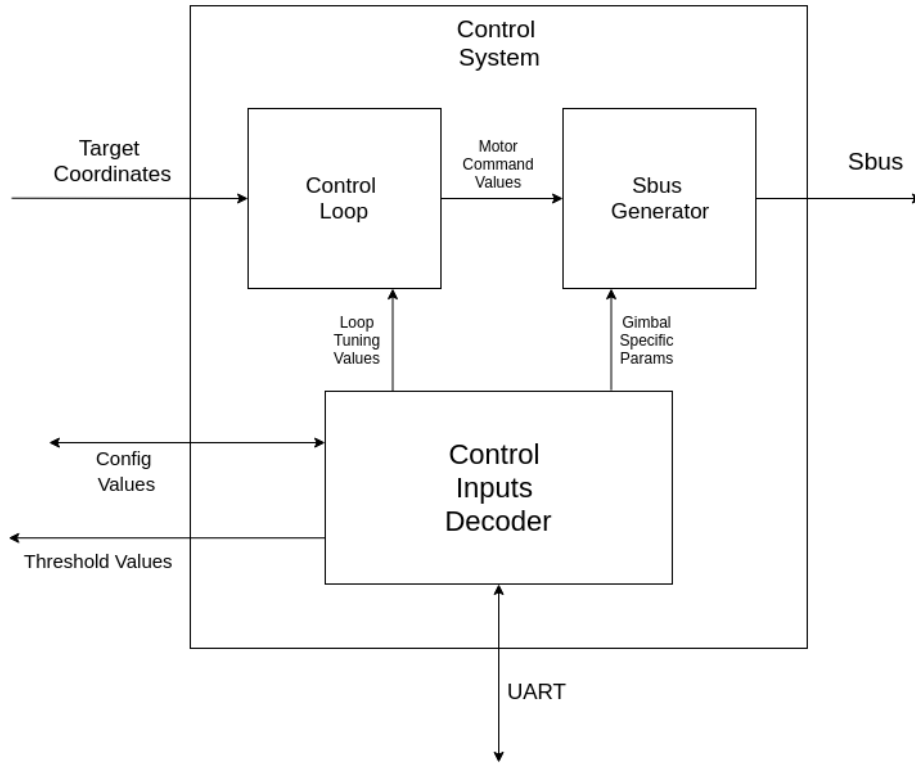 Control
System
Target
Coordinates
Control
Loop
Motor
Command
Values
Sbus
Generator
Sbus
Loop
Tuning
Values
Gimbal
Specific
Params
Config
Values
Control
Inputs
Decoder
Threshold Values
UART